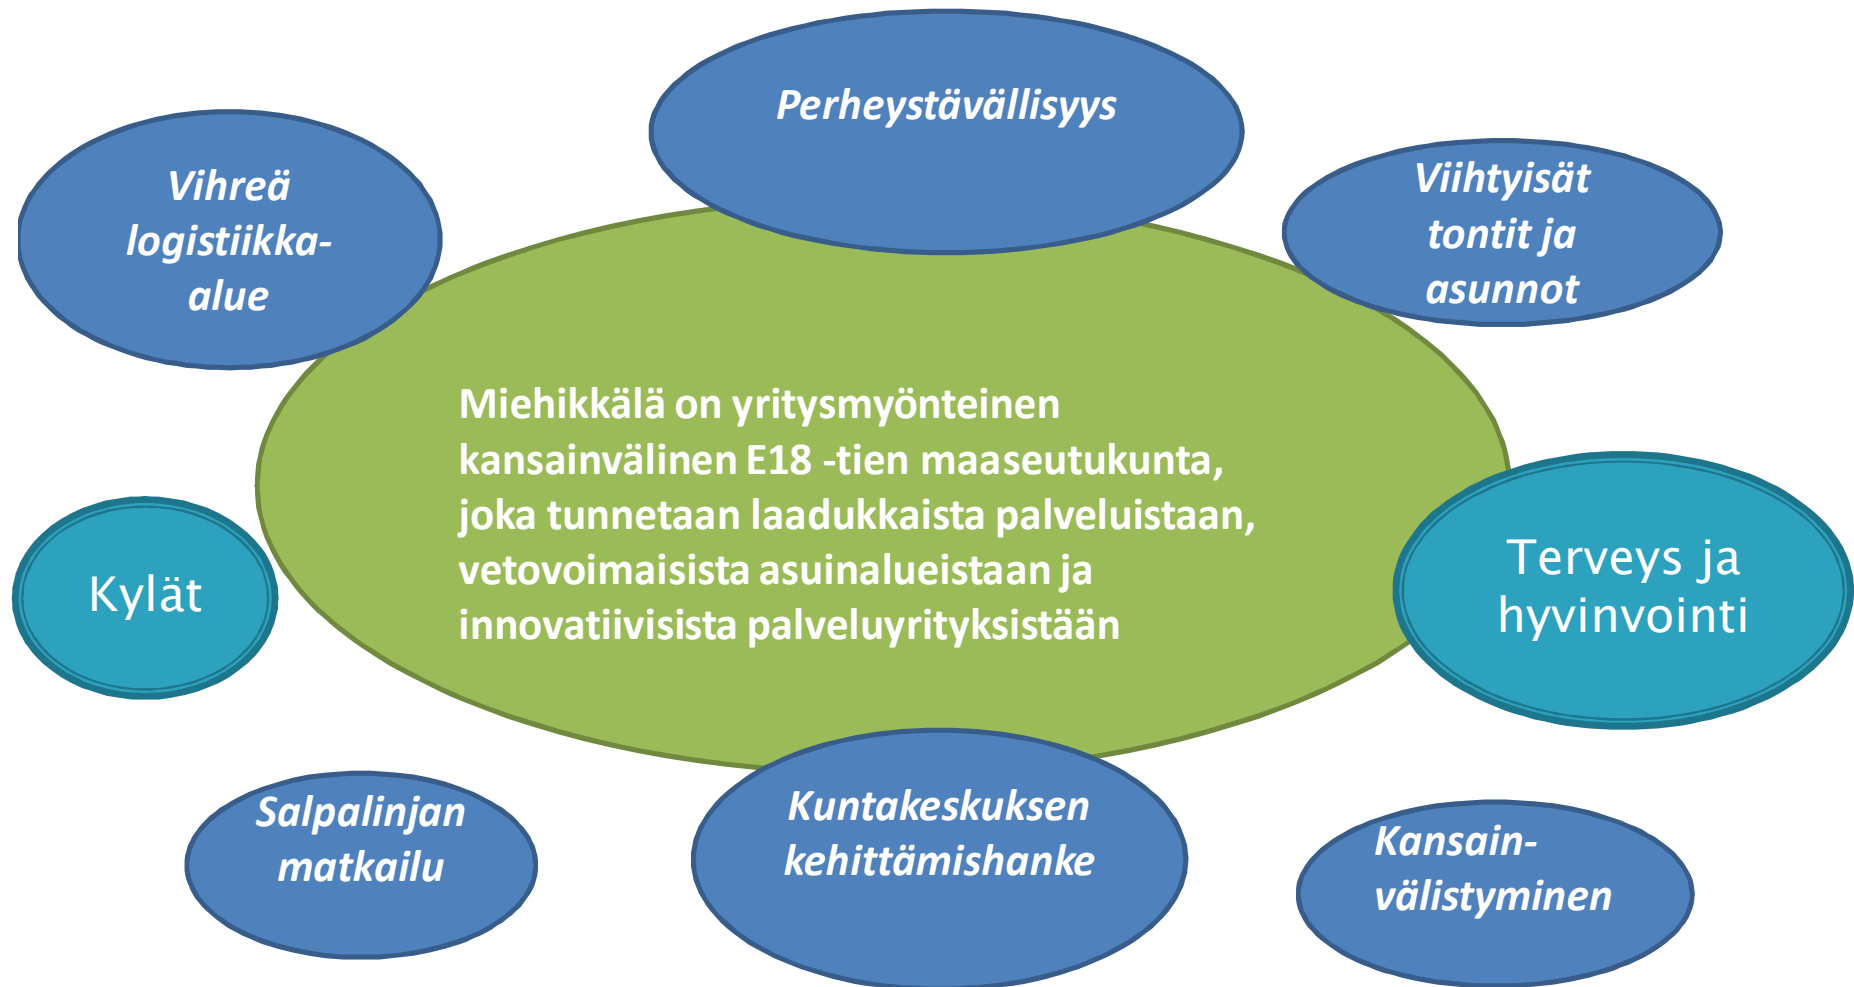 Perheystävällisyys
Vihreä
logistiikka-
alue
Viihtyisät
tontit ja
asunnot
Miehikkälä on yritysmyönteinen
kansainvälinen E18 -tien maaseutukunta,
joka tunnetaan laadukkaista palveluistaan,
vetovoimaisista asuinalueistaan ja
innovatiivisista palveluyrityksistään
Kylät
Terveys ja
hyvinvointi
Salpalinjan
matkailu
Kuntakeskuksen
kehittämishanke
Kansain-
välistyminen